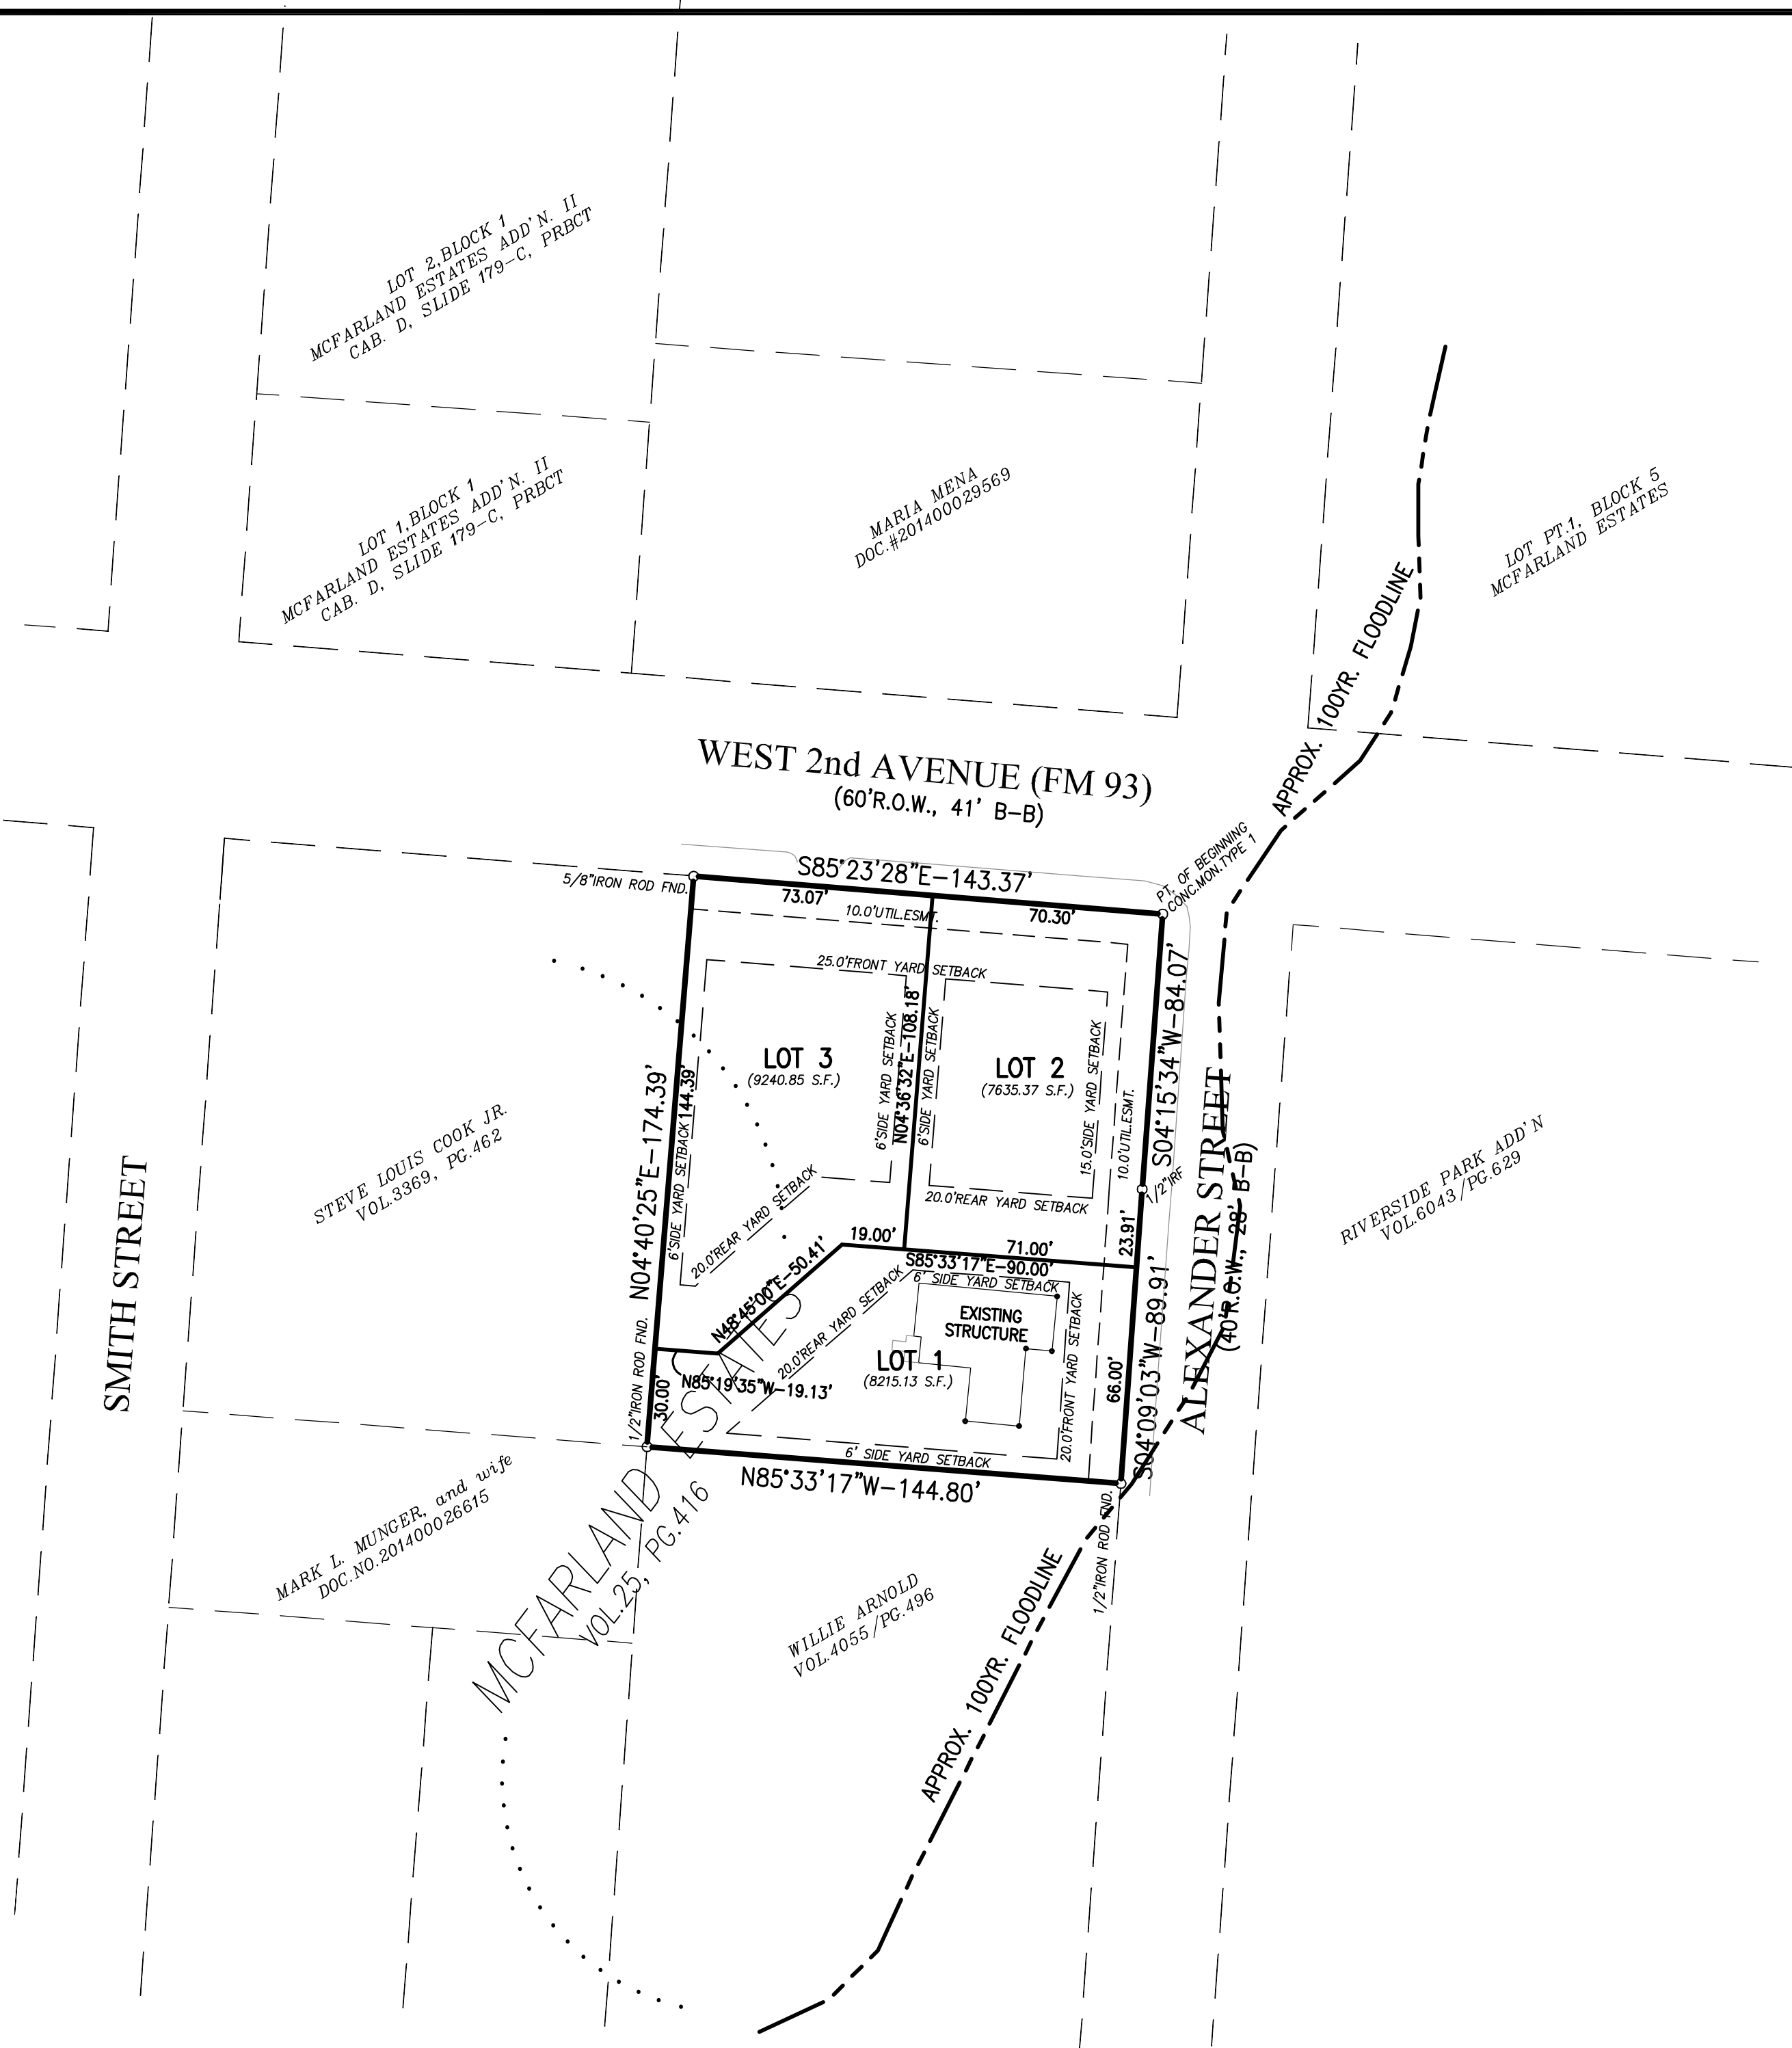 LOT 2,BLOCK 1
MCFARLAND ESTATES ADD'N. II
CAB. D, SLIDE 179-C, PRBCT
LOT 1,BLOCK 1
MCFARLAND ESTATES ADD'N. II
CAB. D, SLIDE 179-C, PRBCT
MARIA MENA
DOC.#201400029569
LOT PT.1, BLOCK 5
MCFARLAND ESTATES
APPROX. 100YR. FLOODLINE
WEST 2nd AVENUE (FM 93)
(60'R.O.W., 41' B-B)
PT. OF BEGINNING
CONC.MON.TYPE 1
5/8"IRON ROD FND.
S85°23'28"E-143.37'
73.07'
70.30'
10.0'UTIL.ESMT.
25.0'FRONT YARD SETBACK
LOT 3
(9240.85 S.F.)
6'SIDE YARD SETBACK
N04°36'32"E-108.18'
6'SIDE YARD SETBACK
LOT 2
(7635.37 S.F.)
15.0'SIDE YARD SETBACK
10.0'UTIL.ESMT.
S04°15'34"W-84.07'
1/2"IRF
20.0'REAR YARD SETBACK
N04°40'25"E-174.39'
144.39'
6'SIDE YARD SETBACK
20.0'REAR YARD SETBACK
19.00'
71.00'
23.91'
S85°33'17"E-90.00'
6' SIDE YARD SETBACK
N48°45'00"E-50.41'
20.0'REAR YARD SETBACK
EXISTING
STRUCTURE
LOT 1
(8215.13 S.F.)
20.0'FRONT YARD SETBACK
66.00'
S04°09'03"W-89.91'
ALEXANDER STREET
(40'R.O.W., 28' B-B)
N85°19'35"W-19.13'
30.00'
1/2"IRON ROD FND.
6' SIDE YARD SETBACK
N85°33'17"W-144.80'
1/2"IRON ROD FND.
STEVE LOUIS COOK JR.
VOL.3369, PG.462
SMITH STREET
RIVERSIDE PARK ADD'N
VOL.6043/PG.629
MARK L. MUNGER, and wife
DOC.NO.201400026615
MCFARLAND ESTATES
VOL.25, PG.416
WILLIE ARNOLD
VOL.4055/PG.496
APPROX. 100YR. FLOODLINE